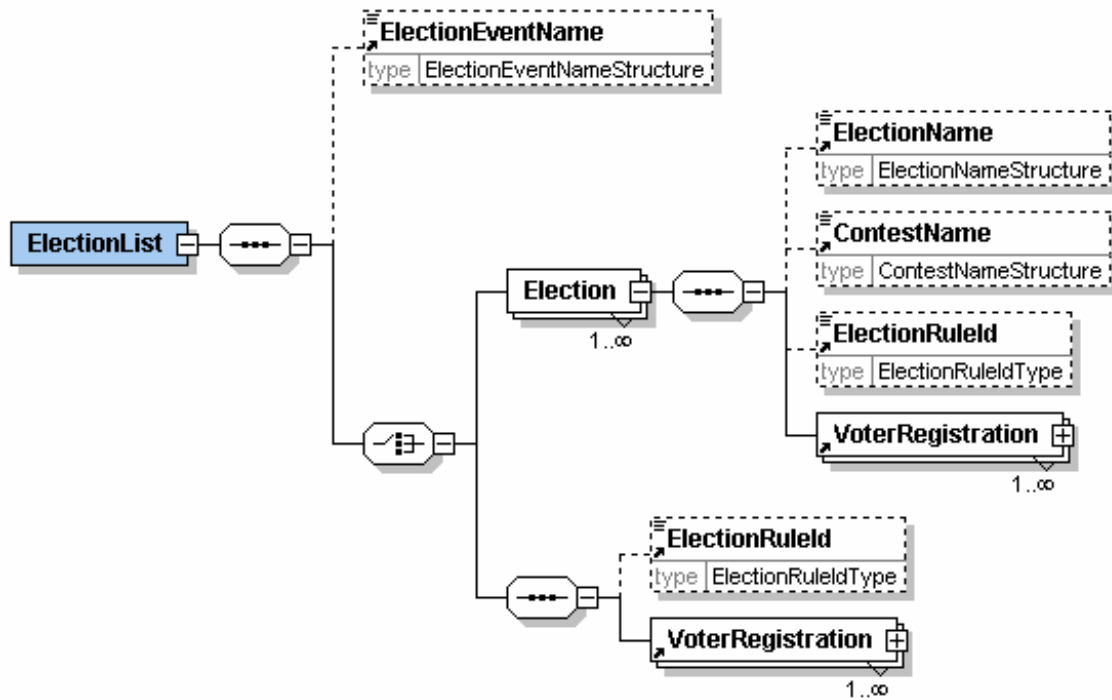 ElectionEventName
type ElectionEventNameStructure
ElectionName
type ElectionNameStructure
ElectionList
ContestName
type ContestNameStructure
Election
1..∞
ElectionRuleId
type ElectionRuleIdType
VoterRegistration
1..∞
ElectionRuleId
type ElectionRuleIdType
VoterRegistration
1..∞